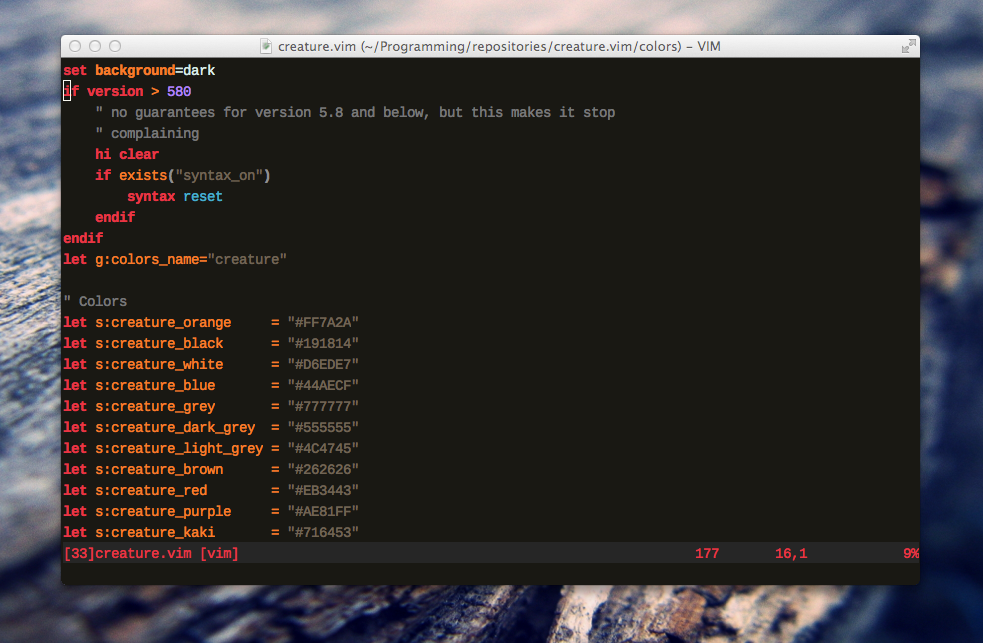 creature.vim (~/Programming/repositories/creature.vim/colors) – VIM
set background=dark
if version > 580
    " no guarantees for version 5.8 and below, but this makes it stop
    " complaining
    hi clear
    if exists("syntax_on")
        syntax reset
    endif
endif
let g:colors_name="creature"

" Colors
let s:creature_orange     = "#FF7A2A"
let s:creature_black      = "#191814"
let s:creature_white      = "#D6EDE7"
let s:creature_blue       = "#44AECF"
let s:creature_grey       = "#777777"
let s:creature_dark_grey  = "#555555"
let s:creature_light_grey = "#4C4745"
let s:creature_brown      = "#262626"
let s:creature_red        = "#EB3443"
let s:creature_purple     = "#AE81FF"
let s:creature_kaki       = "#716453"
[33]creature.vim [vim] 177 16,1 9%